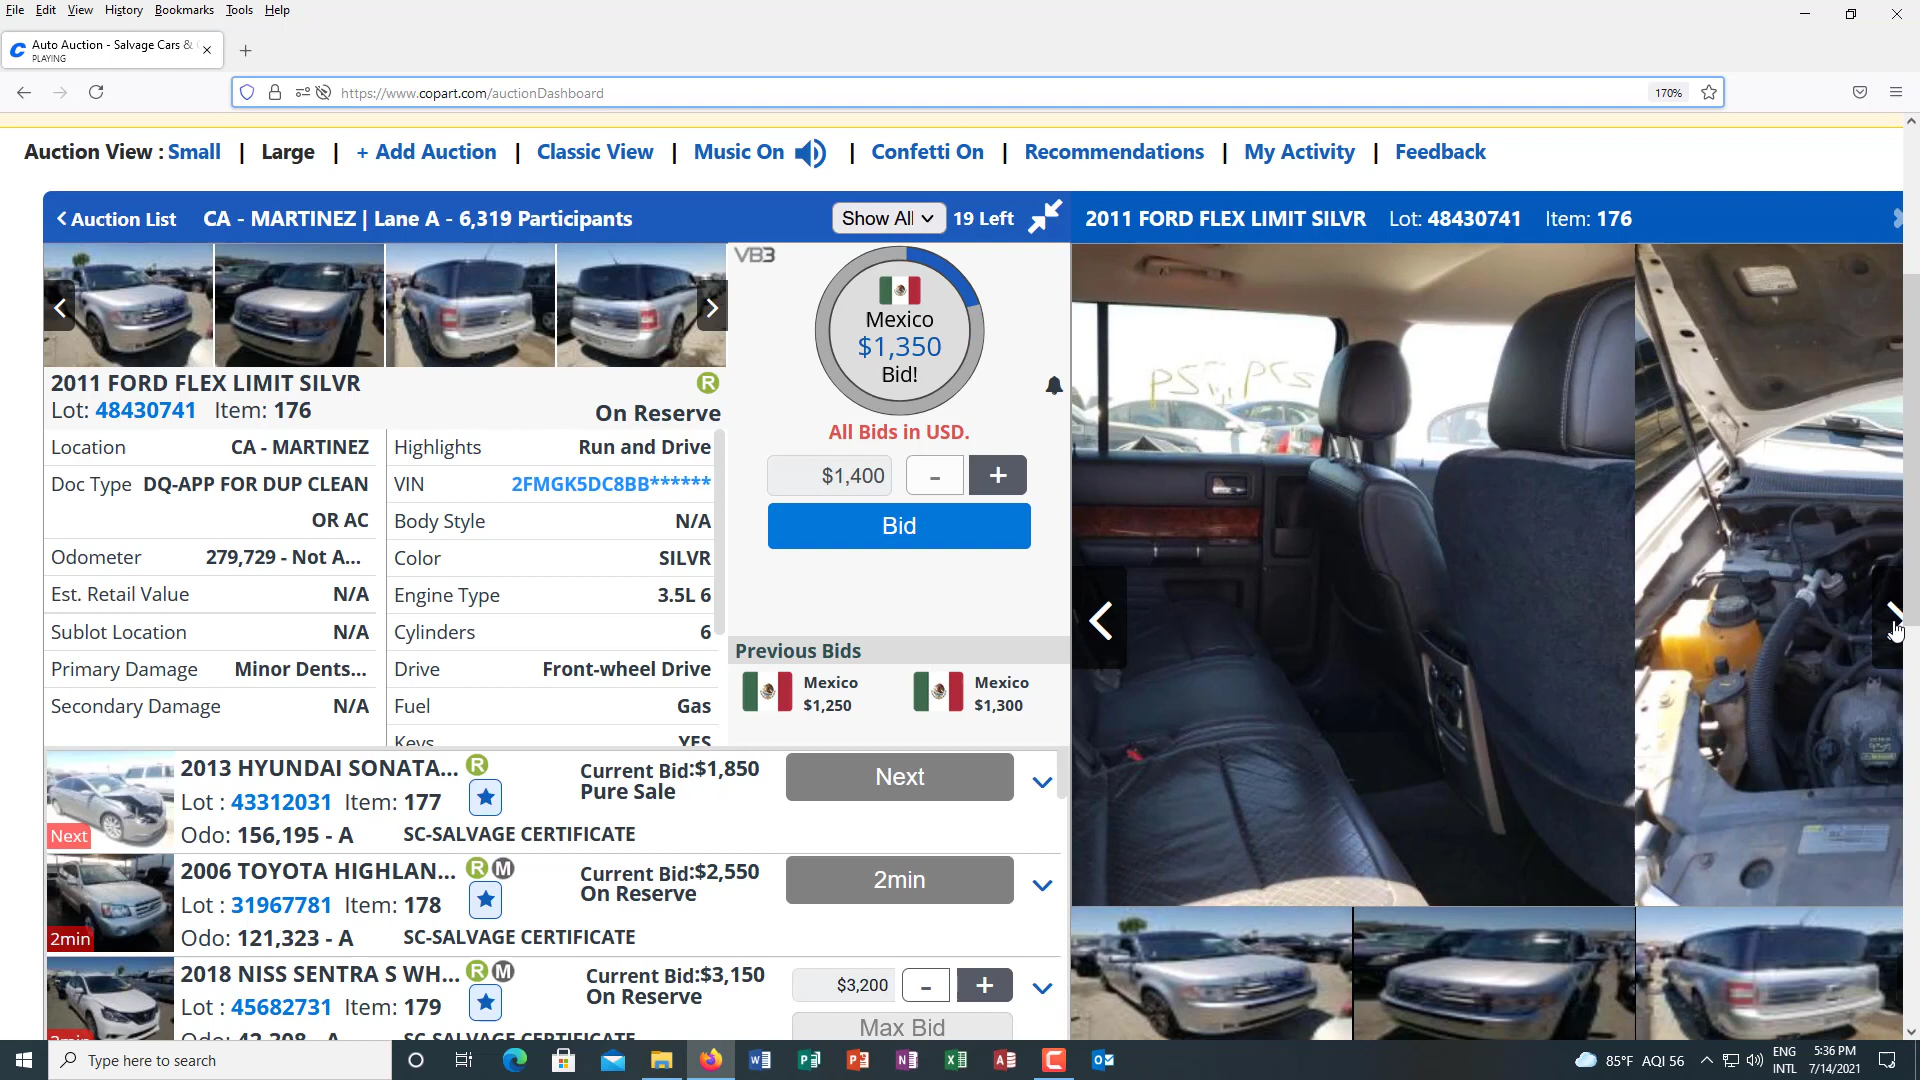 File Edit View History Bookmarks Tools Help
Auto Auction - Salvage Cars &
PLAYING
https://www.copart.com/auctionDashboard
170%
Auction View : Small | Large | + Add Auction | Classic View | Music On | Confetti On | Recommendations | My Activity | Feedback
Auction List CA - MARTINEZ | Lane A - 6,319 Participants Show All 19 Left
2011 FORD FLEX LIMIT SILVR Lot: 48430741 Item: 176
VB3
Mexico
$1,350
Bid!
All Bids in USD.
$1,400 - +
Bid
2011 FORD FLEX LIMIT SILVR R
Lot: 48430741 Item: 176 On Reserve
Location CA - MARTINEZ
Doc Type DQ-APP FOR DUP CLEAN
OR AC
Odometer 279,729 - Not A...
Est. Retail Value N/A
Sublot Location N/A
Primary Damage Minor Dents...
Secondary Damage N/A
Highlights Run and Drive
VIN 2FMGK5DC8BB******
Body Style N/A
Color SILVR
Engine Type 3.5L 6
Cylinders 6
Drive Front-wheel Drive
Fuel Gas
Keys YES
Previous Bids
Mexico
$1,250
Mexico
$1,300
2013 HYUNDAI SONATA... R
Lot : 43312031 Item: 177
Odo: 156,195 - A SC-SALVAGE CERTIFICATE
Current Bid:$1,850
Pure Sale
Next
Next
2006 TOYOTA HIGHLAN... R M
Lot : 31967781 Item: 178
Odo: 121,323 - A SC-SALVAGE CERTIFICATE
Current Bid:$2,550
On Reserve
2min
2min
2018 NISS SENTRA S WH... R M
Lot : 45682731 Item: 179
Odo: 42,308 - A SC-SALVAGE CERTIFICATE
Current Bid:$3,150
On Reserve
$3,200 - +
Max Bid
Type here to search
85°F AQI 56
ENG
INTL
5:36 PM
7/14/2021